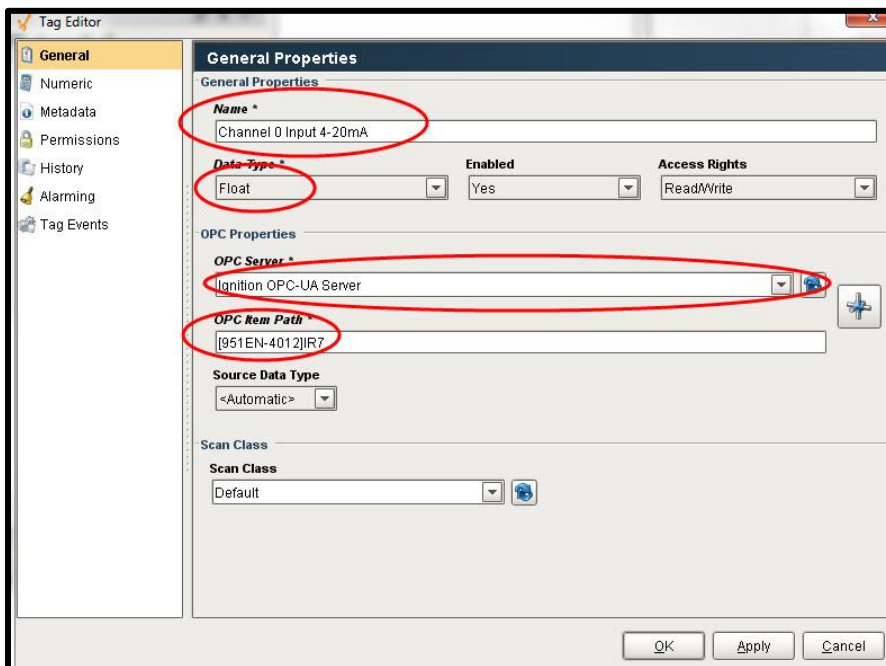 Tag Editor
General
Numeric
Metadata
Permissions
History
Alarming
Tag Events
General Properties
General Properties
Name *
Channel 0 Input 4-20mA
Data Type *
Enabled
Access Rights
Float
Yes
Read/Write
OPC Properties
OPC Server *
Ignition OPC-UA Server
OPC Item Path *
[951EN-4012]IR7
Source Data Type
<Automatic>
Scan Class
Scan Class
Default
OK
Apply
Cancel